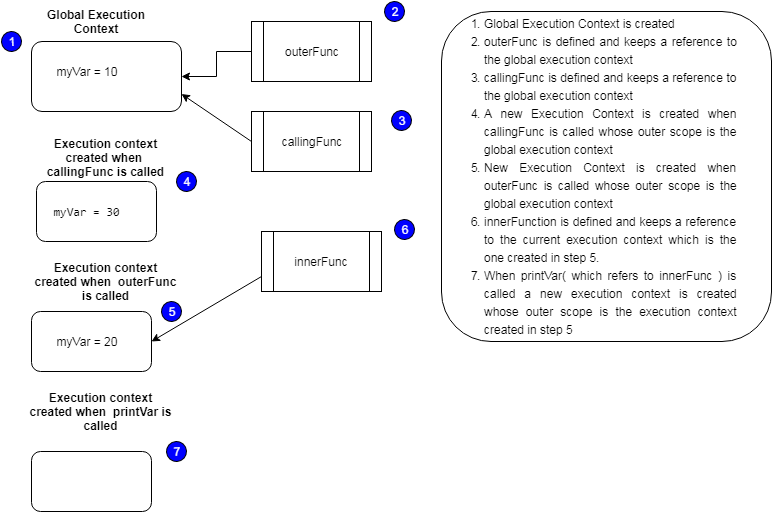 Global Execution
Context
1
myVar = 10
2
outerFunc
3
callingFunc
Execution context
created when
callingFunc is called
4
myVar = 30
6
innerFunc
Execution context
created when outerFunc
is called
5
myVar = 20
Execution context
created when printVar is
called
7
1. Global Execution Context is created
2. outerFunc is defined and keeps a reference to
the global execution context
3. callingFunc is defined and keeps a reference to
the global execution context
4. A new Execution Context is created when
callingFunc is called whose outer scope is the
global execution context
5. New Execution Context is created when
outerFunc is called whose outer scope is the
global execution context
6. innerFunction is defined and keeps a reference
to the current execution context which is the
one created in step 5.
7. When printVar( which refers to innerFunc ) is
called a new execution context is created
whose outer scope is the execution context
created in step 5